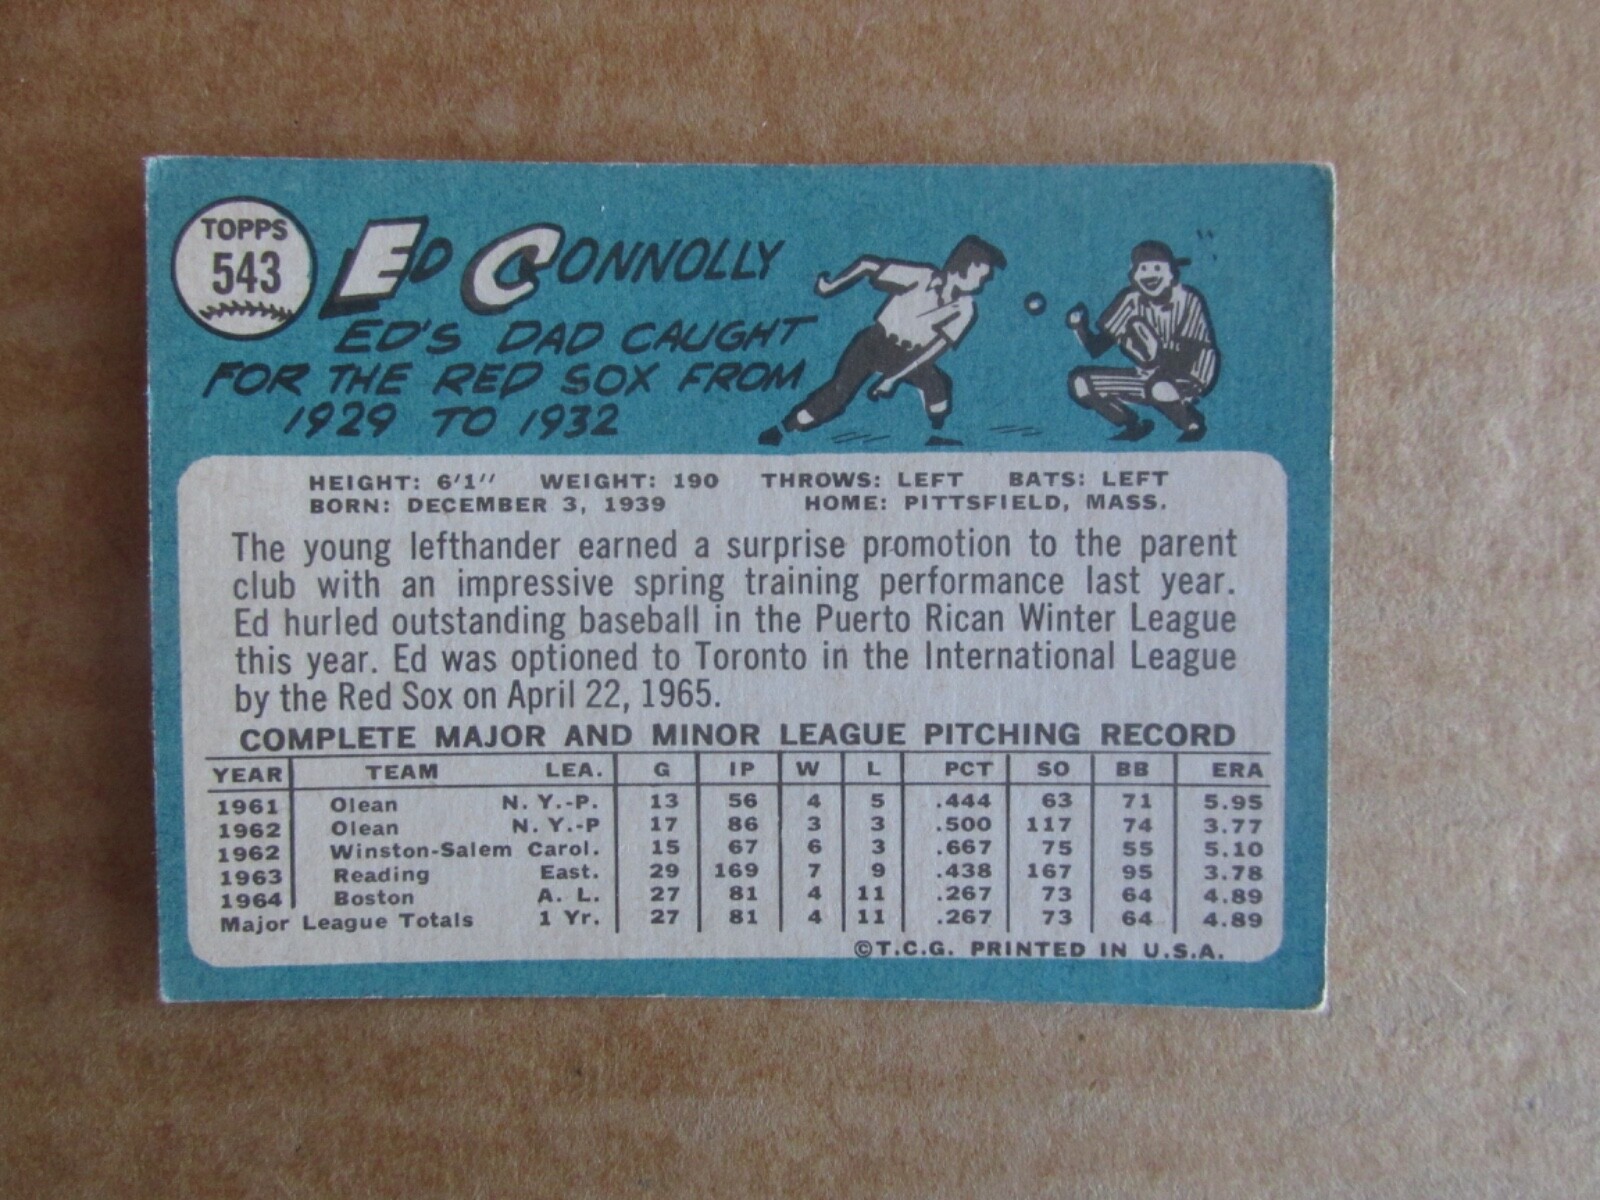 TOPPS
543
ED CONNOLLY
ED'S DAD CAUGHT
FOR THE RED SOX FROM
1929 TO 1932
HEIGHT: 6'1" WEIGHT: 190 THROWS: LEFT BATS: LEFT
BORN: DECEMBER 3, 1939 HOME: PITTSFIELD, MASS.
The young lefthander earned a surprise promotion to the parent
club with an impressive spring training performance last year.
Ed hurled outstanding baseball in the Puerto Rican Winter League
this year. Ed was optioned to Toronto in the International League
by the Red Sox on April 22, 1965.
COMPLETE MAJOR AND MINOR LEAGUE PITCHING RECORD
YEAR TEAM LEA. G IP W L PCT SO BB ERA
1961 Olean N. Y.-P. 13 56 4 5 .444 63 71 5.95
1962 Olean N. Y.-P 17 86 3 3 .500 117 74 3.77
1962 Winston-Salem Carol. 15 67 6 3 .667 75 55 5.10
1963 Reading East. 29 169 7 9 .438 167 95 3.78
1964 Boston A. L. 27 81 4 11 .267 73 64 4.89
Major League Totals 1 Yr. 27 81 4 11 .267 73 64 4.89
©T.C.G. PRINTED IN U.S.A.